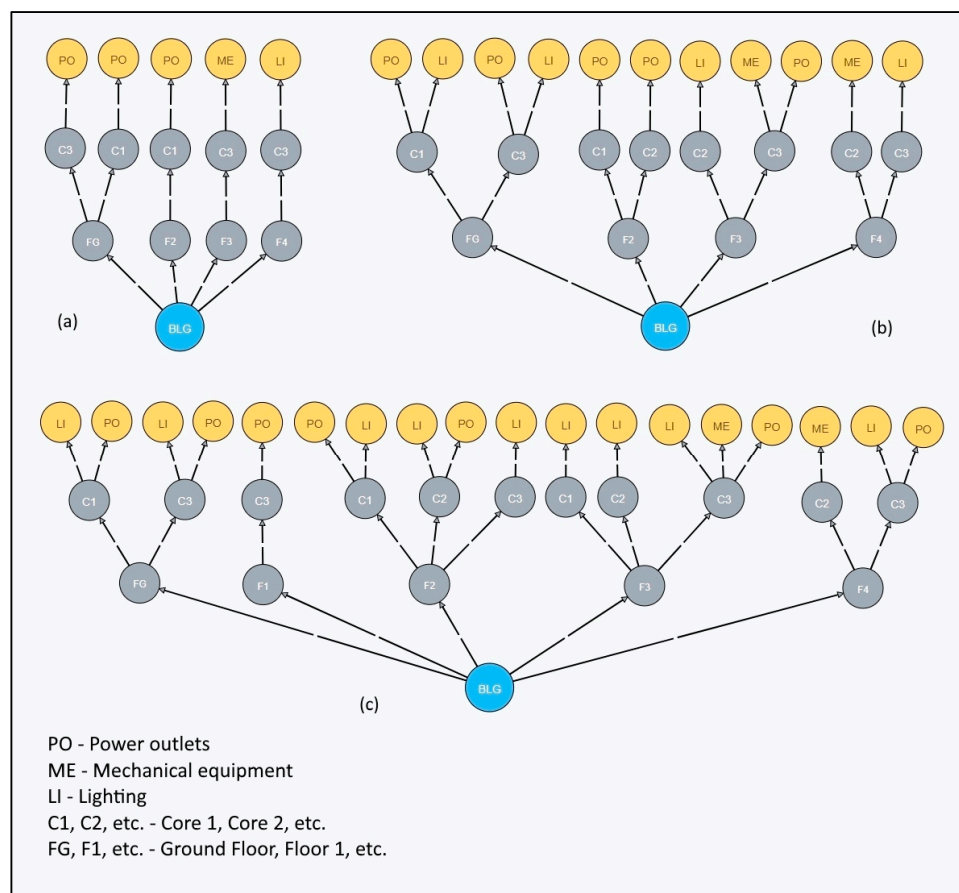 PO PO PO ME LI
C3 C1 C1 C3 C3
FG F2 F3 F4
BLG
(a)
PO LI PO LI PO PO LI ME PO ME LI
C1 C3 C1 C2 C2 C3 C2 C3
FG F2 F3 F4
BLG
(b)
LI PO LI PO PO PO LI LI PO LI LI LI LI ME PO ME LI PO
C1 C3 C3 C1 C2 C3 C1 C2 C3 C2 C3
FG F1 F2 F3 F4
BLG
(c)
PO - Power outlets
ME - Mechanical equipment
LI - Lighting
C1, C2, etc. - Core 1, Core 2, etc.
FG, F1, etc. - Ground Floor, Floor 1, etc.